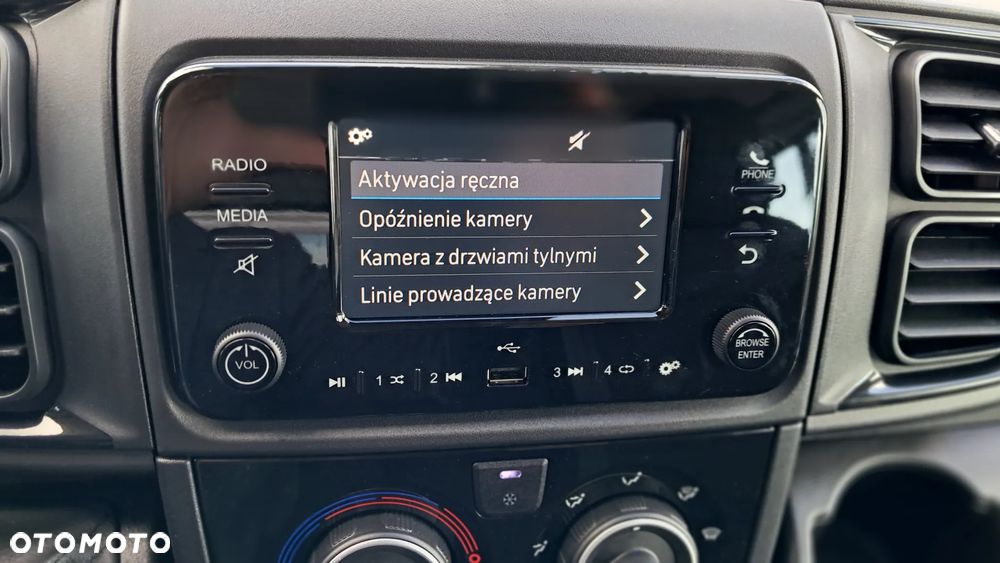 RADIO
MEDIA
Aktywacja ręczna
Opóźnienie kamery
Kamera z drzwiami tylnymi
Linie prowadzące kamery
PHONE
VOL
BROWSE
ENTER
1 2 3 4
OTOMOTO